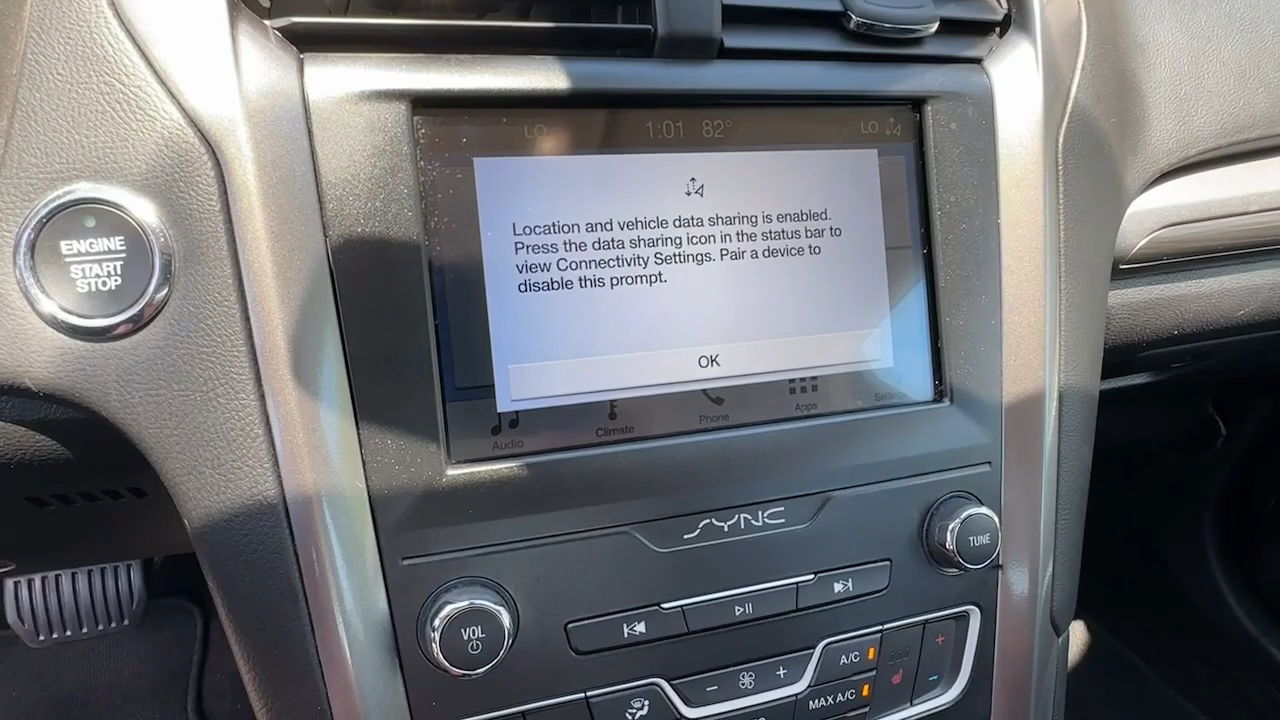 LO 1:01 82° LO
Location and vehicle data sharing is enabled.
Press the data sharing icon in the status bar to
view Connectivity Settings. Pair a device to
disable this prompt.
OK
Audio Climate Phone Apps
ENGINE
START
STOP
SYNC
TUNE
VOL
A/C
MAX A/C